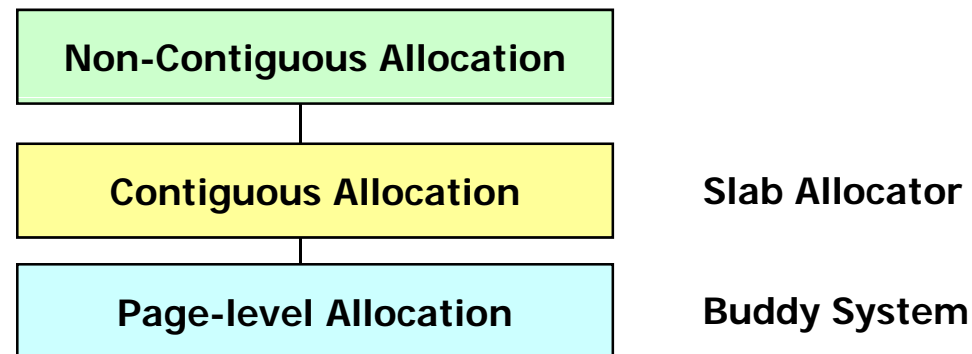 Non-Contiguous Allocation
Contiguous Allocation
Slab Allocator
Page-level Allocation
Buddy System